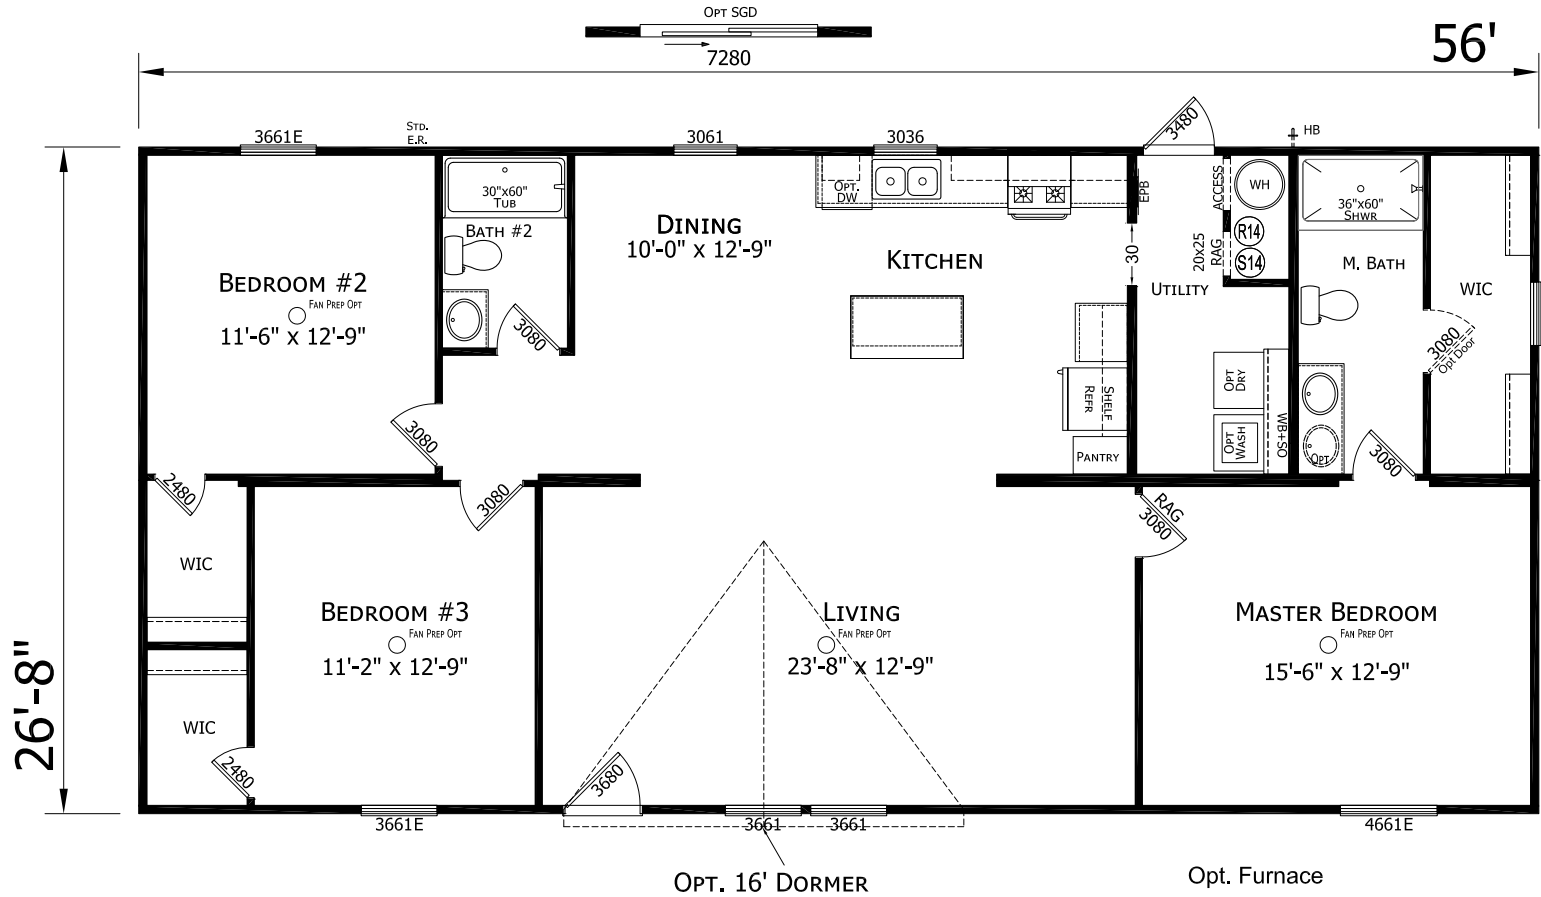 OPT SGD
7280
56'
STD.
E.R.
3661E
3061
3036
3480
HB
30"x60"
TUB
BATH #2
DINING
10'-0" x 12'-9"
OPT.
DW
KITCHEN
EPB
ACCESS
WH
36"x60"
SHWR
R14
S14
20x25
RAG
30
UTILITY
M. BATH
WIC
BEDROOM #2
FAN PREP OPT
11'-6" x 12'-9"
3080
3080
Opt Door
SHELF
REFR
OPT
DRY
OPT
WASH
WB+SO
OPT
PANTRY
3080
3080
2480
3080
RAG
3080
WIC
BEDROOM #3
FAN PREP OPT
11'-2" x 12'-9"
LIVING
FAN PREP OPT
23'-8" x 12'-9"
MASTER BEDROOM
FAN PREP OPT
15'-6" x 12'-9"
26'-8"
WIC
2480
3680
3661E
3661
3661
4661E
OPT. 16' DORMER
Opt. Furnace